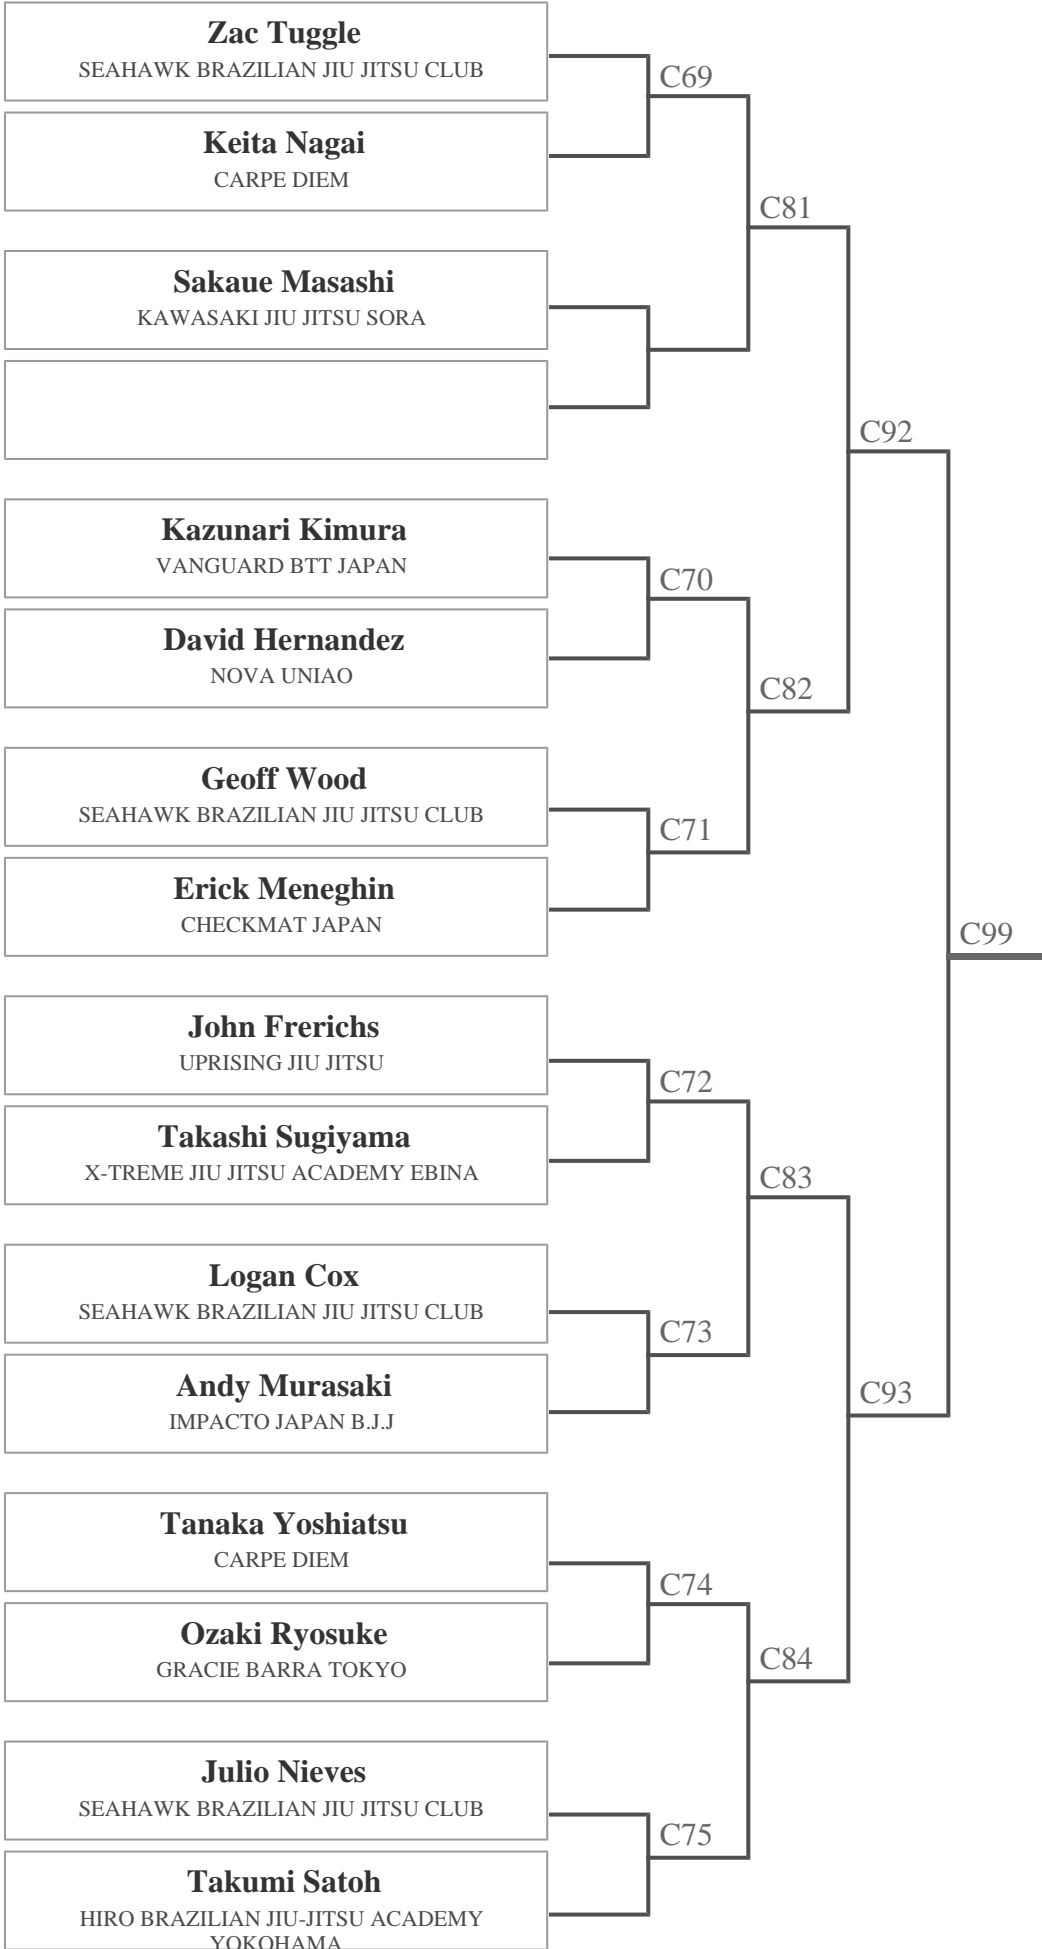 Zac Tuggle
SEAHAWK BRAZILIAN JIU JITSU CLUB
C69
Keita Nagai
CARPE DIEM
C81
Sakaue Masashi
KAWASAKI JIU JITSU SORA
C92
Kazunari Kimura
VANGUARD BTT JAPAN
C70
David Hernandez
NOVA UNIAO
C82
Geoff Wood
SEAHAWK BRAZILIAN JIU JITSU CLUB
C71
Erick Meneghin
CHECKMAT JAPAN
C99
John Frerichs
UPRISING JIU JITSU
C72
Takashi Sugiyama
X-TREME JIU JITSU ACADEMY EBINA
C83
Logan Cox
SEAHAWK BRAZILIAN JIU JITSU CLUB
C73
Andy Murasaki
IMPACTO JAPAN B.J.J
C93
Tanaka Yoshiatsu
CARPE DIEM
C74
Ozaki Ryosuke
GRACIE BARRA TOKYO
C84
Julio Nieves
SEAHAWK BRAZILIAN JIU JITSU CLUB
C75
Takumi Satoh
HIRO BRAZILIAN JIU-JITSU ACADEMY
YOKOHAMA